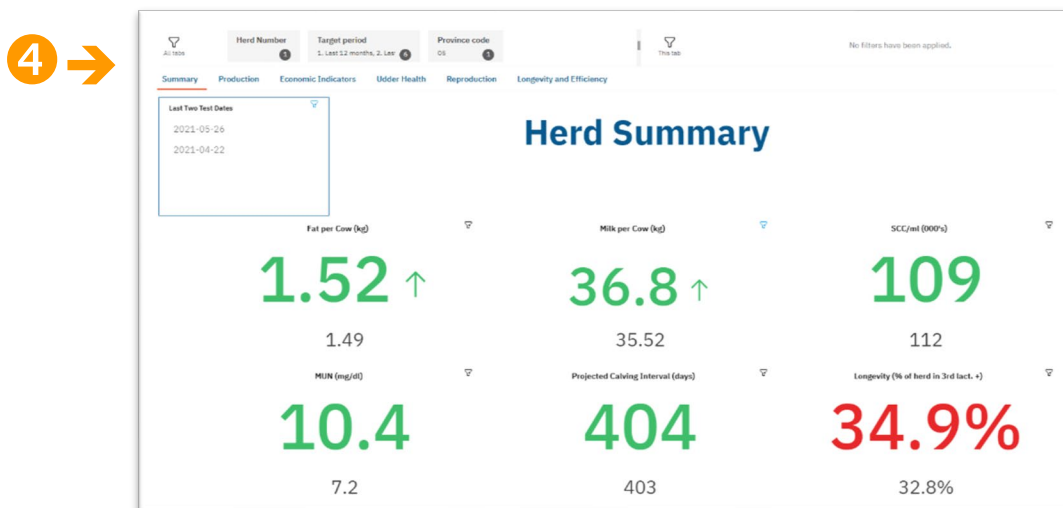 4
Herd Number
Target period
Province code
All tabs
1
1. Last 12 months, 2. Las
6
06
1
This tab
No filters have been applied.
Summary
Production
Economic Indicators
Udder Health
Reproduction
Longevity and Efficiency
Last Two Test Dates
2021-05-26
2021-04-22
Herd Summary
Fat per Cow (kg)
Milk per Cow (kg)
SCC/ml (000's)
1.52 ↑
36.8 ↑
109
1.49
35.52
112
MUN (mg/dl)
Projected Calving Interval (days)
Longevity (% of herd in 3rd lact. +)
10.4
404
34.9%
7.2
403
32.8%